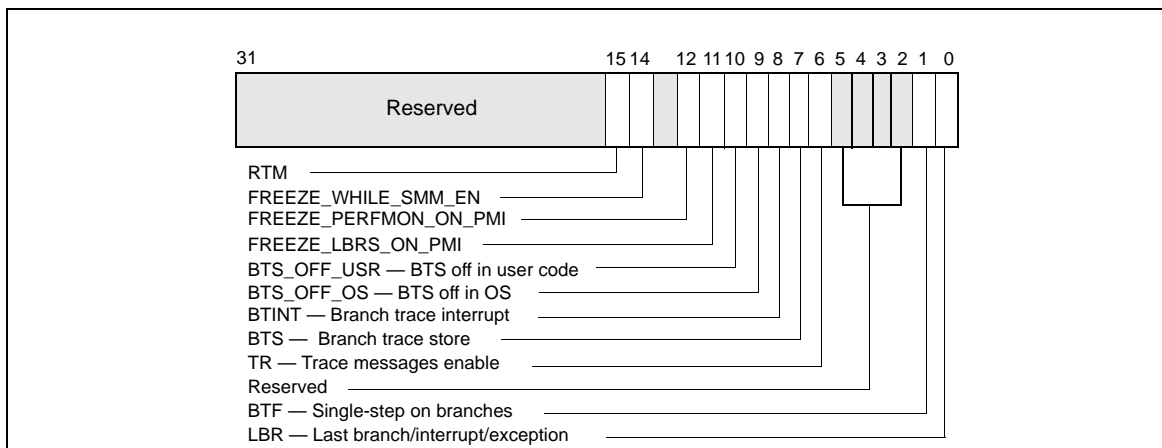 31 15 14 12 11 10 9 8 7 6 5 4 3 2 1 0
Reserved
RTM
FREEZE_WHILE_SMM_EN
FREEZE_PERFMON_ON_PMI
FREEZE_LBRS_ON_PMI
BTS_OFF_USR — BTS off in user code
BTS_OFF_OS — BTS off in OS
BTINT — Branch trace interrupt
BTS — Branch trace store
TR — Trace messages enable
Reserved
BTF — Single-step on branches
LBR — Last branch/interrupt/exception